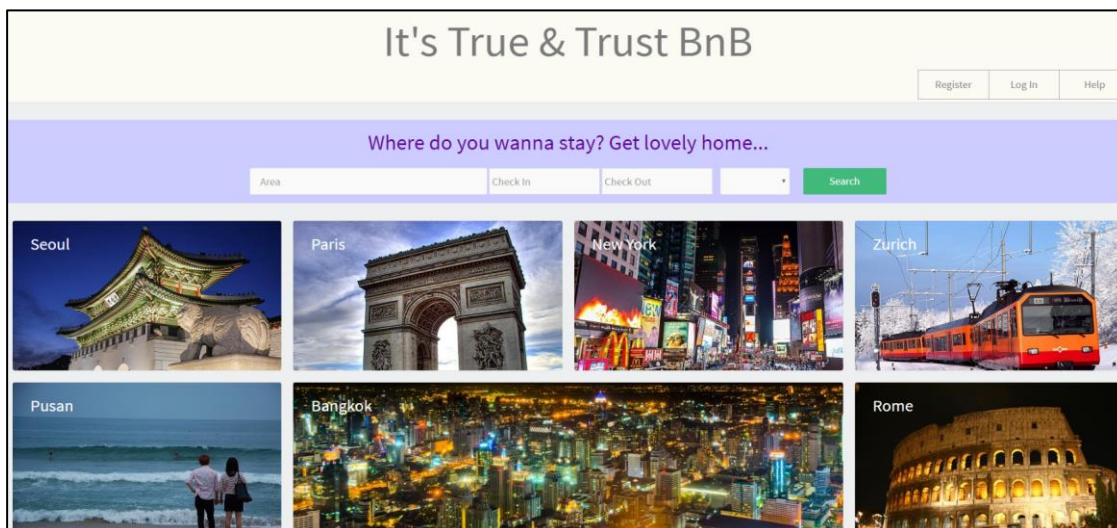 It's True & Trust BnB
Register Log In Help
Where do you wanna stay? Get lovely home...
Area Check In Check Out Search
Seoul Paris New York Zurich
Pusan Bangkok Rome